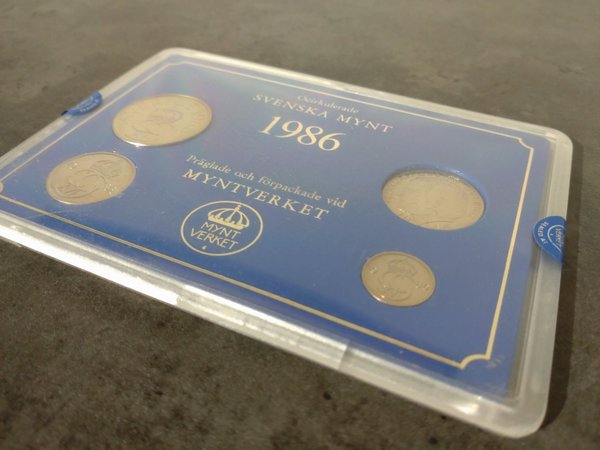 Ocirkulerade
SVENSKA MYNT
1986
Präglade och förpackade vid
MYNTVERKET
MYNT
VERKET